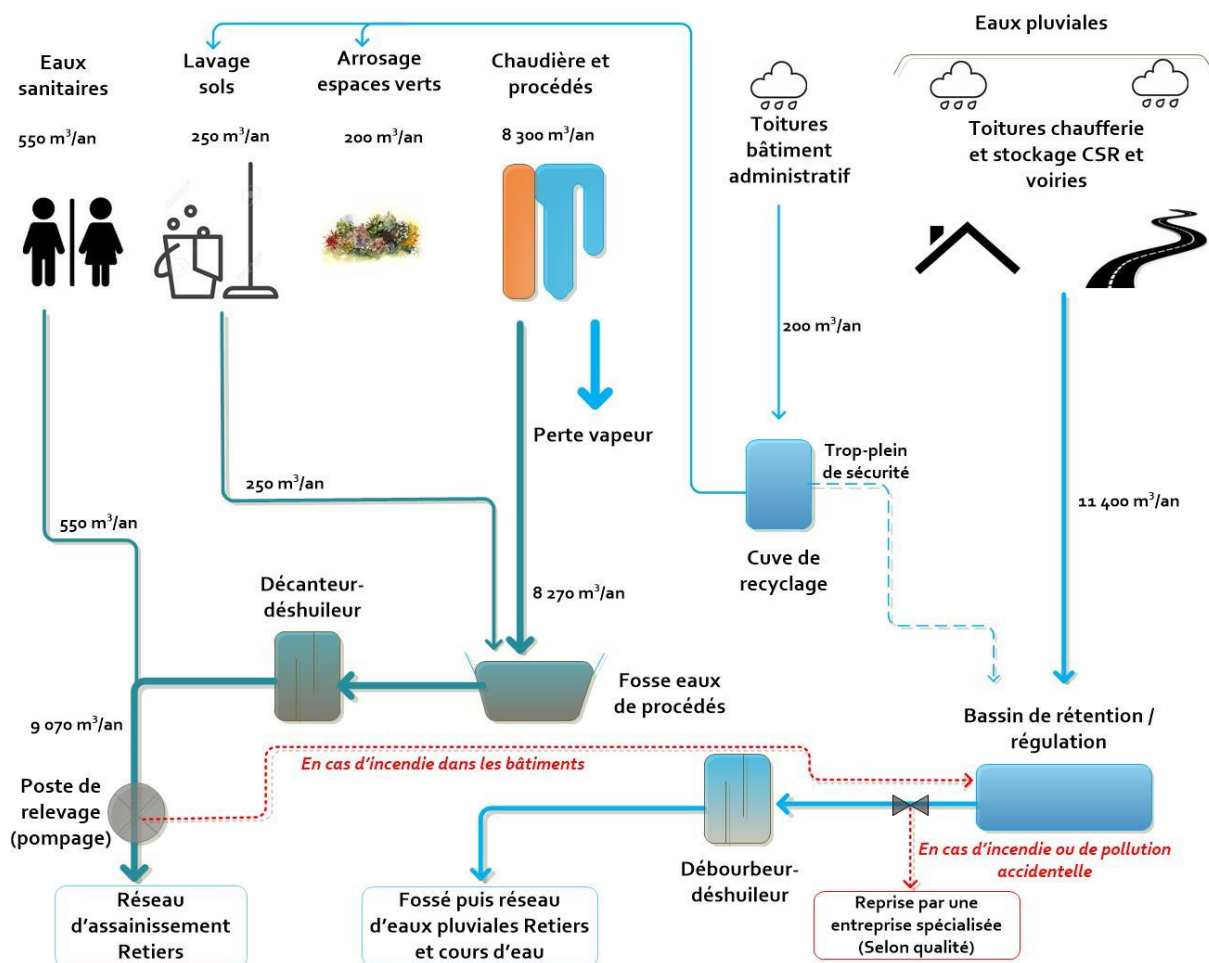 Eaux pluviales
Eaux
sanitaires
550 m³/an
Lavage
sols
250 m³/an
Arrosage
espaces verts
200 m³/an
Chaudière et
procédés
8 300 m³/an
Toitures
bâtiment
administratif
Toitures chaufferie
et stockage CSR et
voiries
200 m³/an
Perte vapeur
Trop-plein
de sécurité
250 m³/an
11 400 m³/an
550 m³/an
Cuve de
recyclage
Décanteur-
déshuileur
8 270 m³/an
Fosse eaux
de procédés
9 070 m³/an
Bassin de rétention /
régulation
En cas d'incendie dans les bâtiments
Poste de
relevage
(pompage)
En cas d'incendie ou de pollution
accidentelle
Débourbeur-
déshuileur
Réseau
d'assainissement
Retiers
Fossé puis réseau
d'eaux pluviales Retiers
et cours d'eau
Reprise par une
entreprise spécialisée
(Selon qualité)